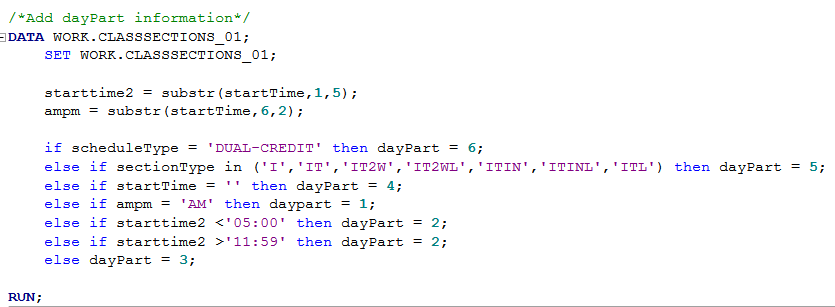 /*Add dayPart information*/
DATA WORK.CLASSSECTIONS_01;
SET WORK.CLASSSECTIONS_01;
starttime2 = substr(startTime,1,5);
ampm = substr(startTime,6,2);
if scheduleType = 'DUAL-CREDIT' then dayPart = 6;
else if sectionType in ('I','IT','IT2W','IT2WL','ITIN','ITINL','ITL') then dayPart = 5;
else if startTime = '' then dayPart = 4;
else if ampm = 'AM' then daypart = 1;
else if starttime2 <'05:00' then dayPart = 2;
else if starttime2 >'11:59' then dayPart = 2;
else dayPart = 3;
RUN;